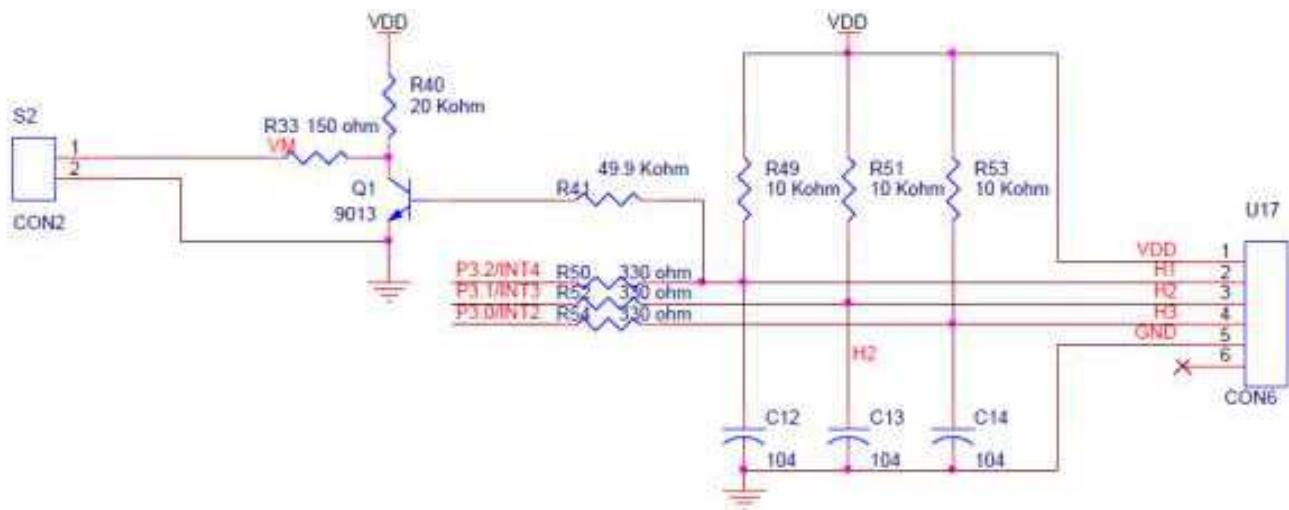 VDD
VDD
R40
20 Kohm
S2
R33 150 ohm
VM
1
2
49.9 Kohm
R49
10 Kohm
R51
10 Kohm
R53
10 Kohm
Q1
9013
R41
CON2
U17
VDD
1
P3.2/INT4
R50
330 ohm
H1
2
P3.1/INT3
R52
330 ohm
H2
3
P3.0/INT2
R54
330 ohm
H3
4
GND
5
6
H2
CON6
C12
104
C13
104
C14
104